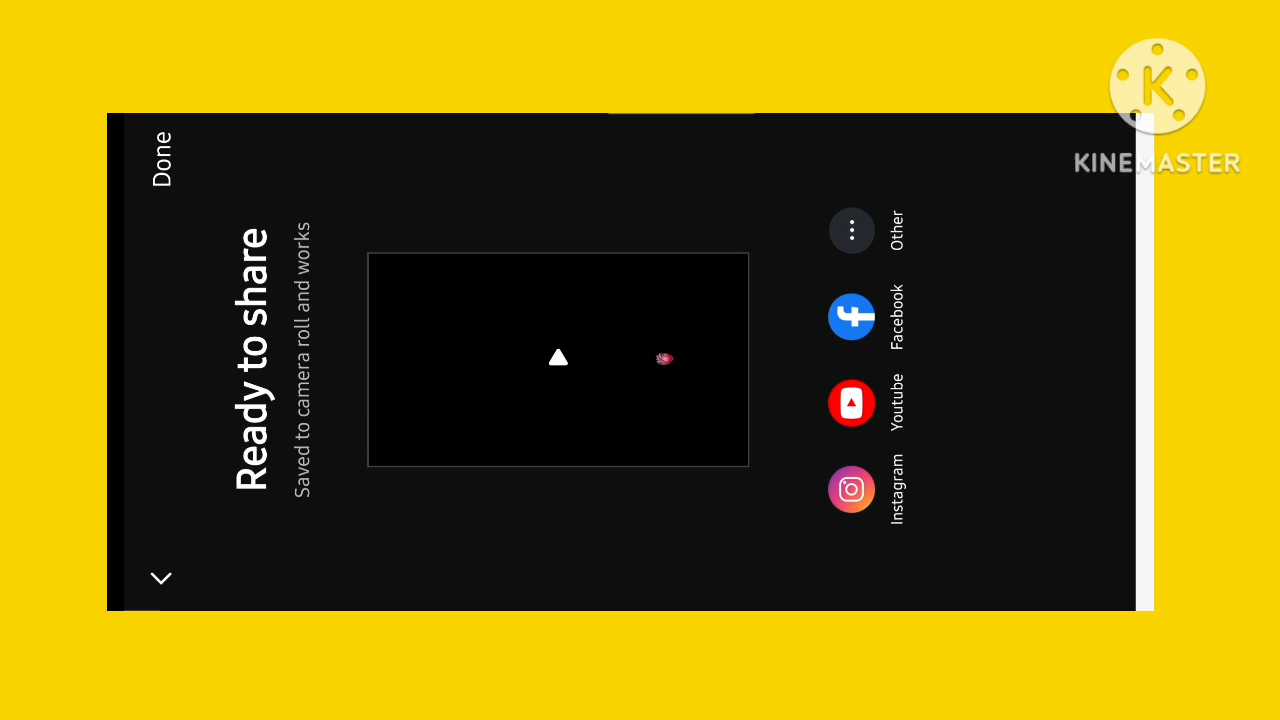 Done
Ready to share
Saved to camera roll and works
Instagram
Youtube
Facebook
Other
KINEMASTER